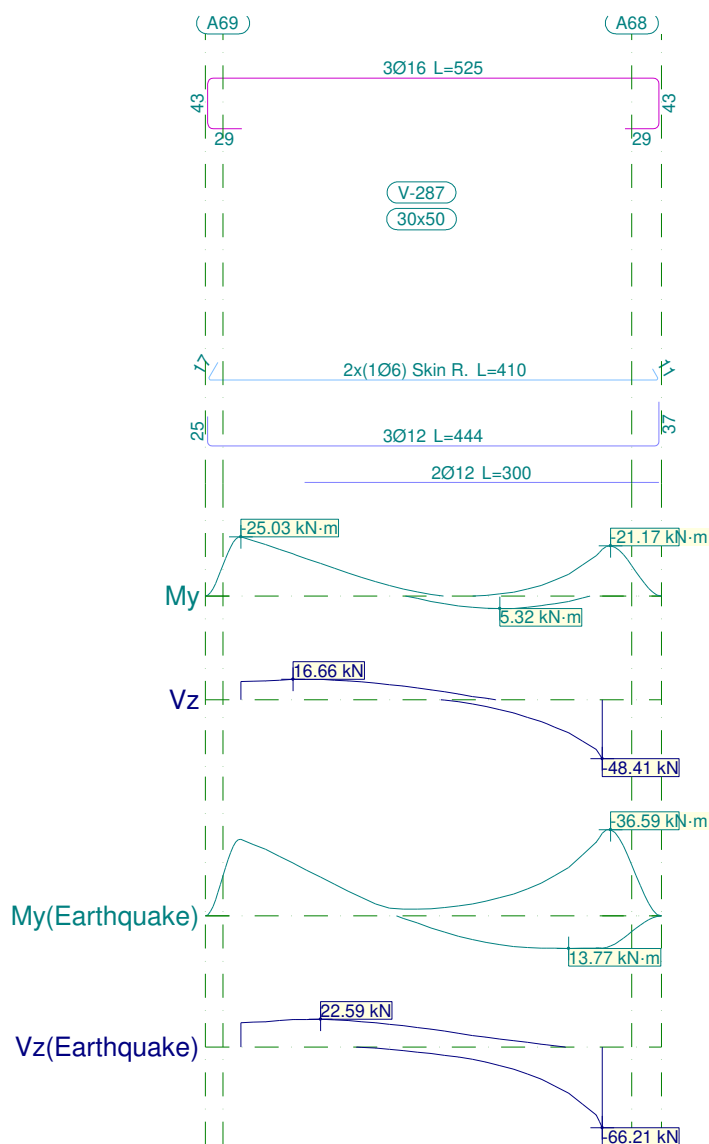 A69 A68
3Ø16 L=525
43 43
29 29
V-287
30x50
17 11
2x(1Ø6) Skin R. L=410
25 37
3Ø12 L=444
2Ø12 L=300
-25.03 kN·m
-21.17 kN·m
My
5.32 kN·m
16.66 kN
Vz
-48.41 kN
-36.59 kN·m
My(Earthquake)
13.77 kN·m
22.59 kN
Vz(Earthquake)
-66.21 kN